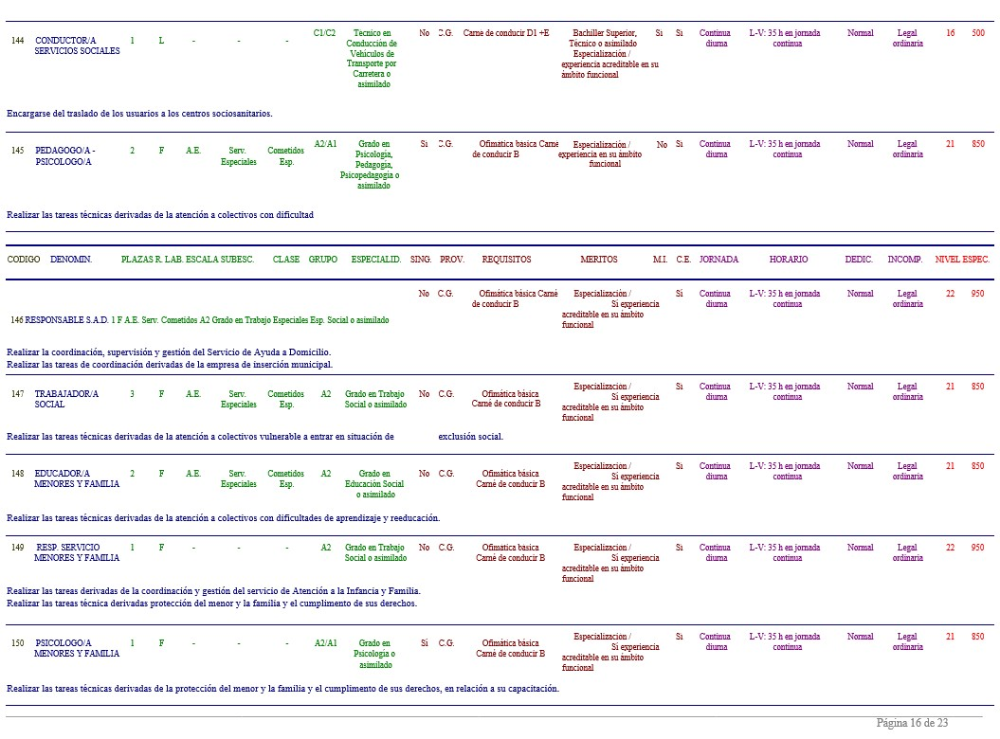 144 CONDUCTOR/A 1 L - - - C1/C2 Técnico en No C.G. Carné de conducir D1 +E Bachiller Superior, Sí Sí Continua L-V: 35 h en jornada Normal Legal 16 500
SERVICIOS SOCIALES Conducción de Técnico o asimilado diurna continua ordinaria
Vehículos de Especialización /
Transporte por experiencia acreditable en su
Carretera o ámbito funcional
asimilado
Encargarse del traslado de los usuarios a los centros sociosanitarios.
145 PEDAGOGO/A - 2 F A.E. Serv. Cometidos A2/A1 Grado en Sí C.G. Ofimática básica Carné Especialización / No Sí Continua L-V: 35 h en jornada Normal Legal 21 850
PSICOLOGO/A Especiales Esp. Psicología, de conducir B experiencia en su ámbito diurna continua ordinaria
Pedagogía, funcional
Psicopedagogía o
asimilado
Realizar las tareas técnicas derivadas de la atención a colectivos con dificultad
CODIGO DENOMIN. PLAZAS R. LAB. ESCALA SUBESC. CLASE GRUPO ESPECIALID. SING. PROV. REQUISITOS MERITOS M.I. C.E. JORNADA HORARIO DEDIC. INCOMP. NIVEL ESPEC.
No C.G. Ofimática básica Carné Especialización / Sí Continua L-V: 35 h en jornada Normal Legal 22 950
de conducir B Sí experiencia diurna continua ordinaria
acreditable en su ámbito
146 RESPONSABLE S.A.D. 1 F A.E. Serv. Cometidos A2 Grado en Trabajo Especiales Esp. Social o asimilado funcional
Realizar la coordinación, supervisión y gestión del Servicio de Ayuda a Domicilio.
Realizar las tareas de coordinación derivadas de la empresa de inserción municipal.
147 TRABAJADOR/A 3 F A.E. Serv. Cometidos A2 Grado en Trabajo No C.G. Ofimática básica Especialización / Sí Continua L-V: 35 h en jornada Normal Legal 21 850
SOCIAL Especiales Esp. Social o asimilado Carné de conducir B Sí experiencia diurna continua ordinaria
acreditable en su ámbito
funcional
Realizar las tareas técnicas derivadas de la atención a colectivos vulnerable a entrar en situación de exclusión social.
148 EDUCADOR/A 2 F A.E. Serv. Cometidos A2 Grado en No C.G. Ofimática básica Especialización / Sí Continua L-V: 35 h en jornada Normal Legal 21 850
MENORES Y FAMILIA Especiales Esp. Educación Social Carné de conducir B Sí experiencia diurna continua ordinaria
o asimilado acreditable en su ámbito
funcional
Realizar las tareas técnicas derivadas de la atención a colectivos con dificultades de aprendizaje y reeducación.
149 RESP. SERVICIO 1 F - - - A2 Grado en Trabajo No C.G. Ofimática básica Especialización / Sí Continua L-V: 35 h en jornada Normal Legal 22 950
MENORES Y FAMILIA Social o asimilado Carné de conducir B Sí experiencia diurna continua ordinaria
acreditable en su ámbito
funcional
Realizar las tareas derivadas de la coordinación y gestión del servicio de Atención a la Infancia y Familia.
Realizar las tareas técnica derivadas protección del menor y la familia y el cumplimento de sus derechos.
150 PSICOLOGO/A 1 F - - - A2/A1 Grado en Sí C.G. Ofimática básica Especialización / Sí Continua L-V: 35 h en jornada Normal Legal 21 850
MENORES Y FAMILIA Psicología o Carné de conducir B Sí experiencia diurna continua ordinaria
asimilado acreditable en su ámbito
funcional
Realizar las tareas técnicas derivadas de la protección del menor y la familia y el cumplimento de sus derechos, en relación a su capacitación.
Página 16 de 23